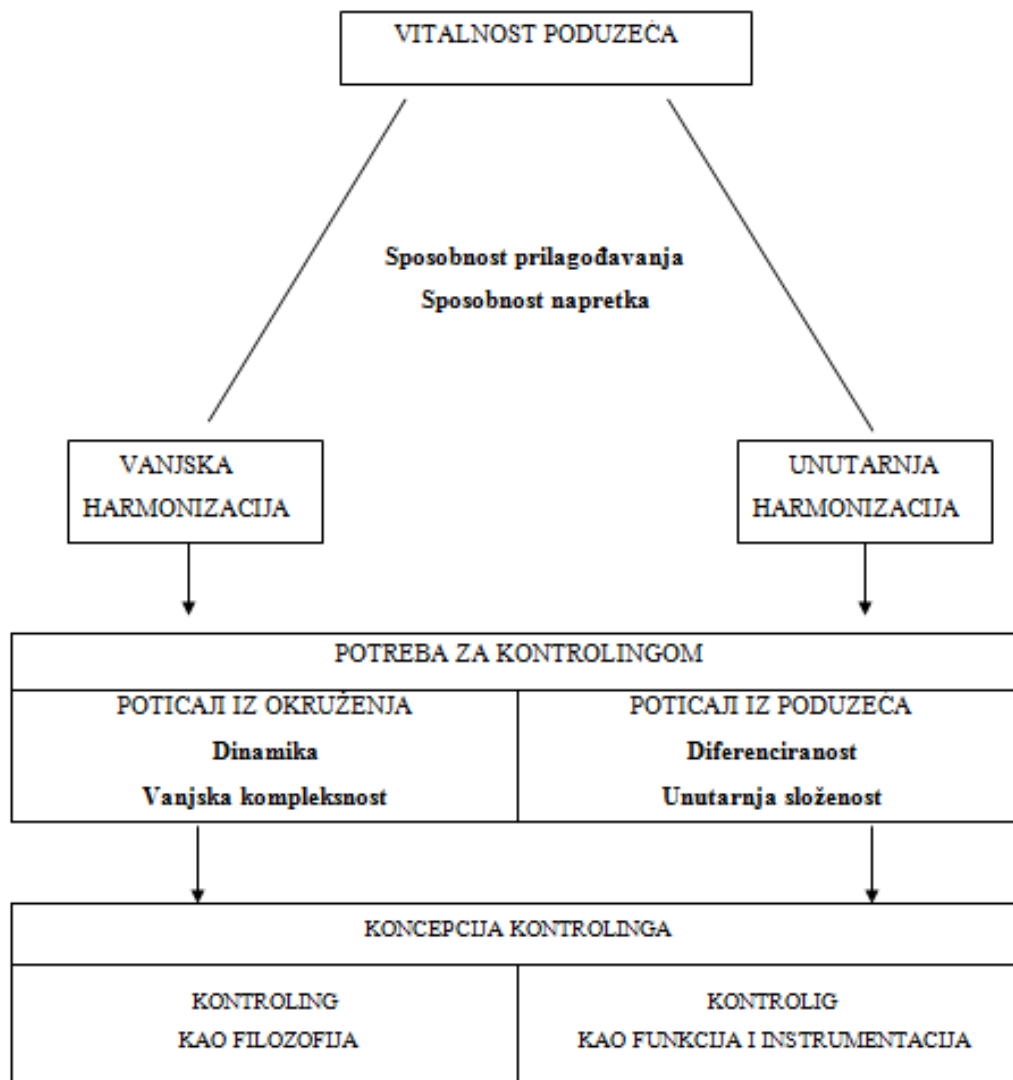 VITALNOST PODUZEĆA
Sposobnost prilagođavanja
Sposobnost napretka
VANJSKA
HARMONIZACIJA
UNUTARNJA
HARMONIZACIJA
POTREBA ZA KONTROLINGOM
POTICAJI IZ OKRUŽENJA
Dinamika
Vanjska kompleksnost
POTICAJI IZ PODUZEĆA
Diferenciranost
Unutarnja složenost
KONCEPCIJA KONTROLINGA
KONTROLING
KAO FILOZOFIJA
KONTROLIG
KAO FUNKCIJA I INSTRUMENTACIJA